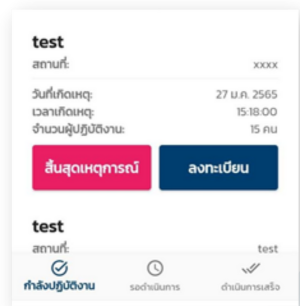 test
สถานที่: xxxx
วันที่เกิดเหตุ: 27 ม.ค. 2565
เวลาเกิดเหตุ: 15:18:00
จำนวนผู้ปฏิบัติงาน: 15 คน
สิ้นสุดเหตุการณ์ ลงทะเบียน
test
สถานที่: test
กำลังปฏิบัติงาน รอดำเนินการ ดำเนินการเสร็จ